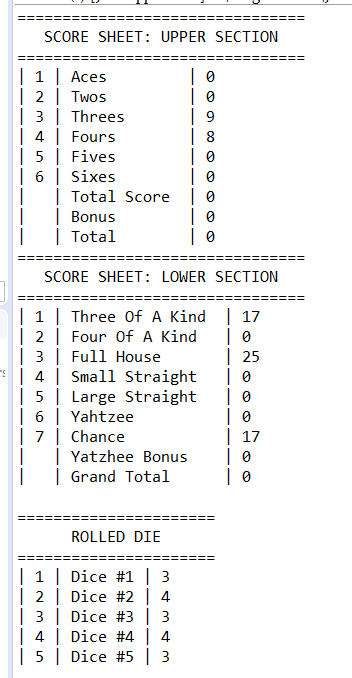 ===============================
SCORE SHEET: UPPER SECTION
===============================
| 1 | Aces | 0
| 2 | Twos | 0
| 3 | Threes | 9
| 4 | Fours | 8
| 5 | Fives | 0
| 6 | Sixes | 0
| | Total Score | 0
| | Bonus | 0
| | Total | 0
================================
SCORE SHEET: LOWER SECTION
================================
| 1 | Three Of A Kind | 17
| 2 | Four Of A Kind | 0
| 3 | Full House | 25
| 4 | Small Straight | 0
| 5 | Large Straight | 0
| 6 | Yahtzee | 0
| 7 | Chance | 17
| | Yatzhee Bonus | 0
| | Grand Total | 0
======================
ROLLED DIE
======================
| 1 | Dice #1 | 3
| 2 | Dice #2 | 4
| 3 | Dice #3 | 3
| 4 | Dice #4 | 4
| 5 | Dice #5 | 3